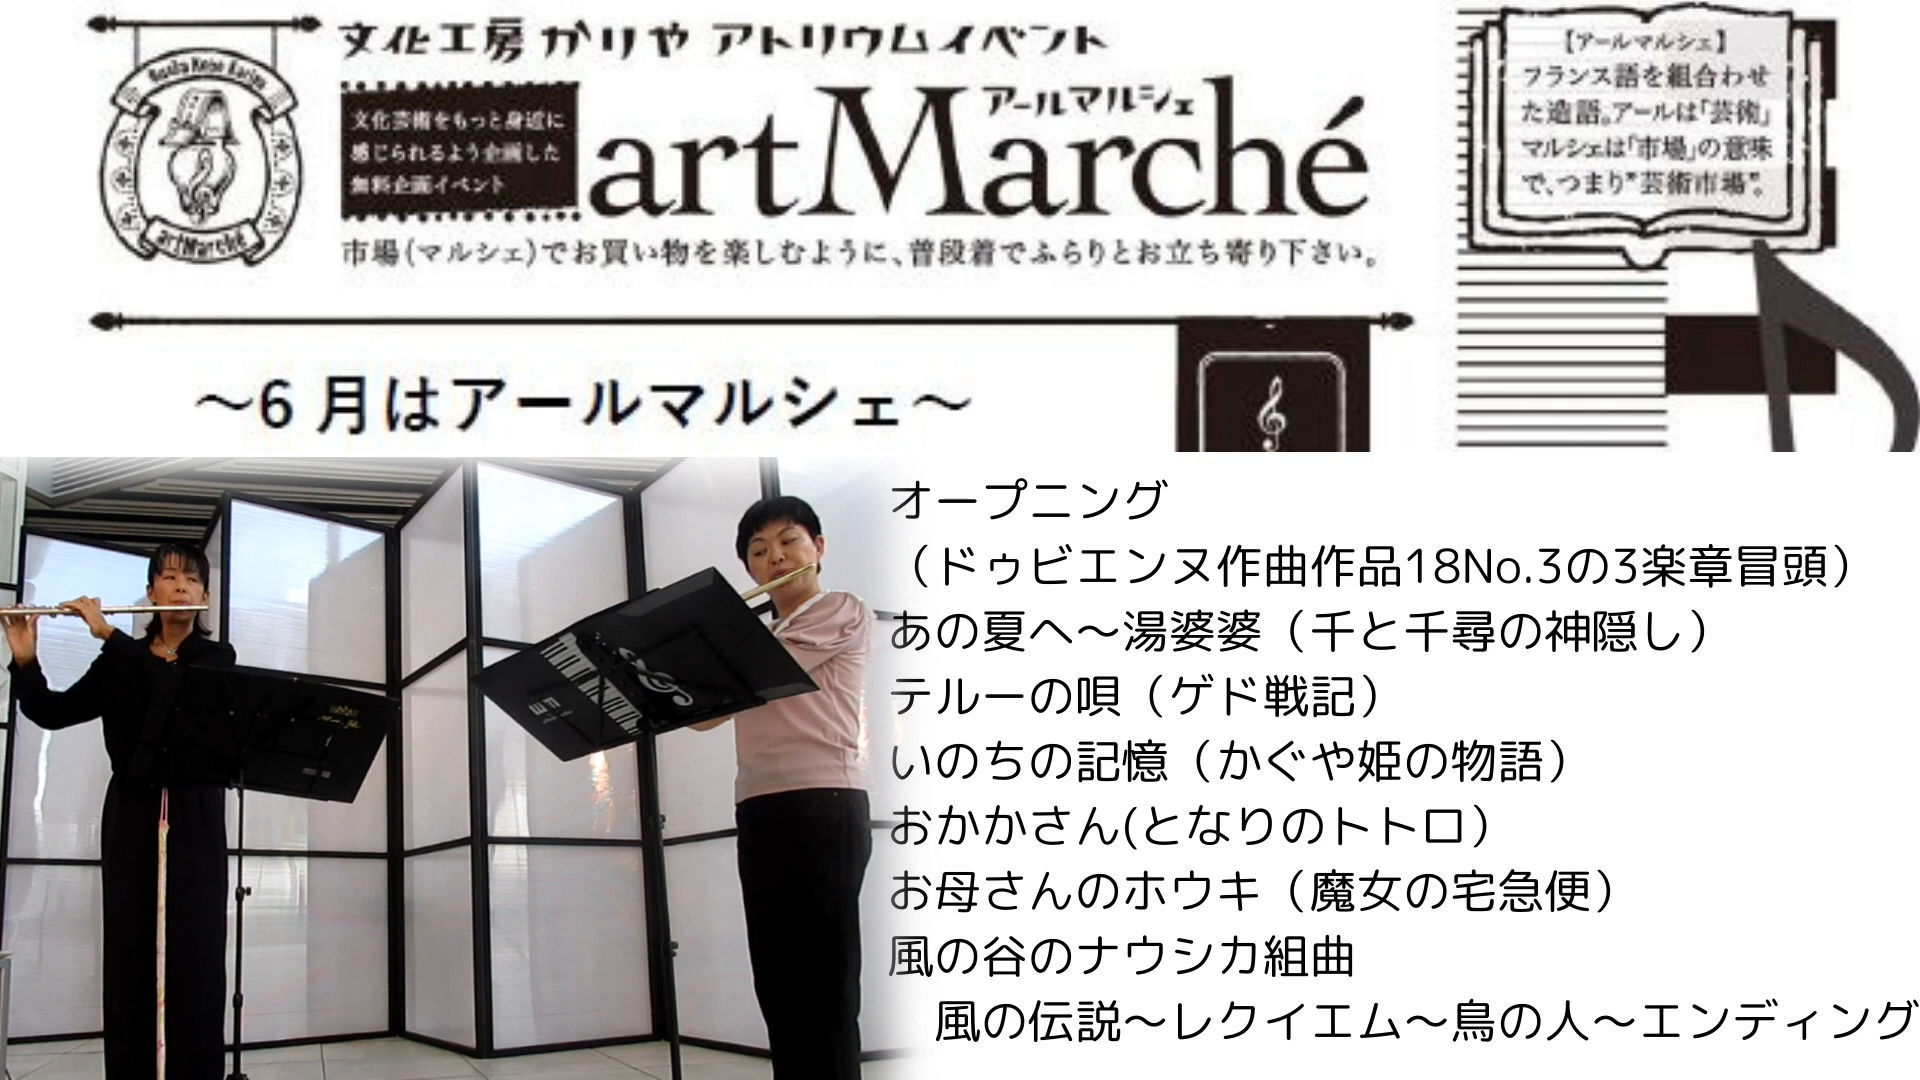 文化工房かりや アトリウムイベント
文化芸術をもっと身近に
感じられるよう企画した
無料企画イベント
アールマルシェ
artMarché
市場(マルシェ)でお買い物を楽しむように、普段着でふらりとお立ち寄り下さい。
Bunka Kobo Kariya
artMarché
【アールマルシェ】
フランス語を組合わせ
た造語。アールは「芸術」
マルシェは「市場」の意味
で、つまり"芸術市場"。
～6月はアールマルシェ～
オープニング
（ドゥビエンヌ作曲作品18No.3の3楽章冒頭）
あの夏へ～湯婆婆（千と千尋の神隠し）
テルーの唄（ゲド戦記）
いのちの記憶（かぐや姫の物語）
おかかさん(となりのトトロ）
お母さんのホウキ（魔女の宅急便）
風の谷のナウシカ組曲
風の伝説～レクイエム～鳥の人～エンディング